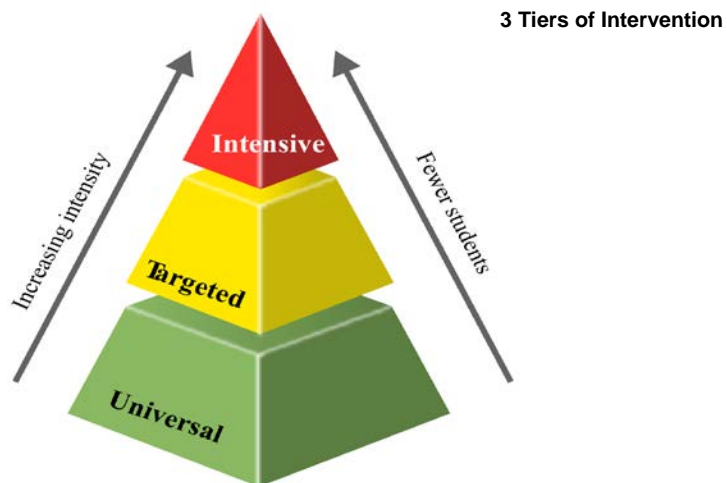 3 Tiers of Intervention
Intensive
Increasing intensity
Fewer students
Targeted
Universal